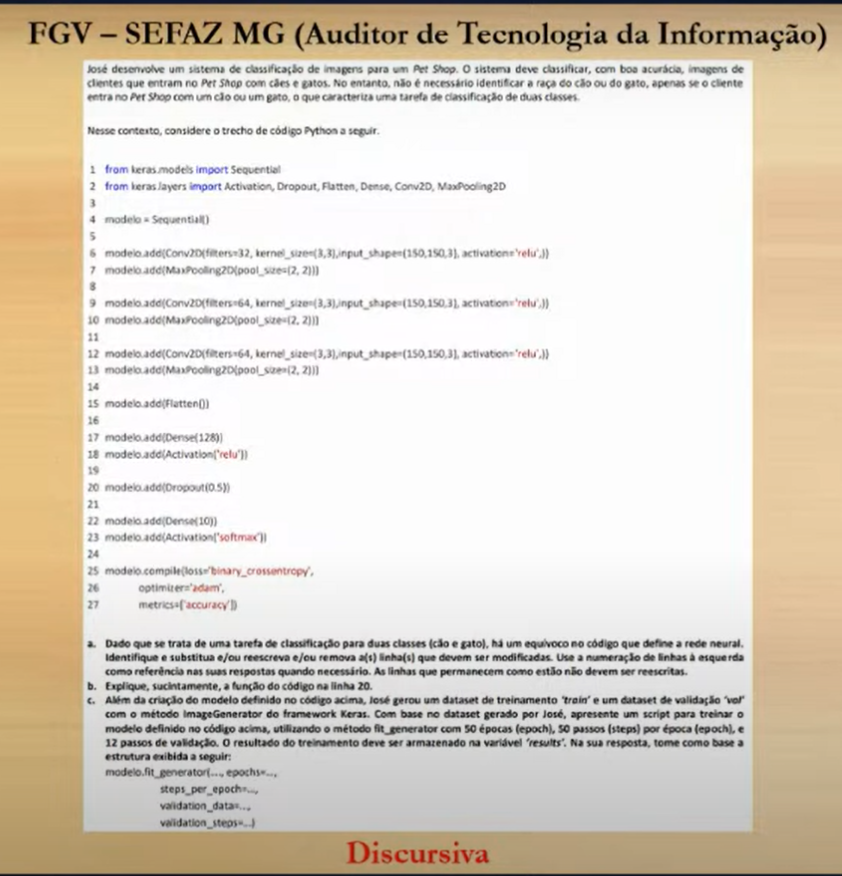 FGV – SEFAZ MG (Auditor de Tecnologia da Informação)
José desenvolve um sistema de classificação de imagens para um Pet Shop. O sistema deve classificar, com boa acurácia, imagens de
clientes que entram no Pet Shop com cães e gatos. No entanto, não é necessário identificar a raça do cão ou do gato, apenas se o cliente
entra no Pet Shop com um cão ou um gato, o que caracteriza uma tarefa de classificação de duas classes.
Nesse contexto, considere o trecho de código Python a seguir.
1 from keras.models import Sequential
2 from keras.layers import Activation, Dropout, Flatten, Dense, Conv2D, MaxPooling2D
3
4 modelo = Sequential()
5
6 modelo.add(Conv2D(filters=32, kernel_size=(3,3),input_shape=(150,150,3), activation='relu',))
7 modelo.add(MaxPooling2D(pool_size=(2, 2)))
8
9 modelo.add(Conv2D(filters=64, kernel_size=(3,3),input_shape=(150,150,3), activation='relu',))
10 modelo.add(MaxPooling2D(pool_size=(2, 2)))
11
12 modelo.add(Conv2D(filters=64, kernel_size=(3,3),input_shape=(150,150,3), activation='relu',))
13 modelo.add(MaxPooling2D(pool_size=(2, 2)))
14
15 modelo.add(Flatten())
16
17 modelo.add(Dense(128))
18 modelo.add(Activation('relu'))
19
20 modelo.add(Dropout(0.5))
21
22 modelo.add(Dense(10))
23 modelo.add(Activation('softmax'))
24
25 modelo.compile(loss='binary_crossentropy',
26 optimizer='adam',
27 metrics=['accuracy'])
a. Dado que se trata de uma tarefa de classificação para duas classes (cão e gato), há um equívoco no código que define a rede neural.
Identifique e substitua e/ou reescreva e/ou remova a(s) linha(s) que devem ser modificadas. Use a numeração de linhas à esquerda
como referência nas suas respostas quando necessário. As linhas que permanecem como estão não devem ser reescritas.
b. Explique, sucintamente, a função do código na linha 20.
c. Além da criação do modelo definido no código acima, José gerou um dataset de treinamento 'train' e um dataset de validação 'val'
com o método ImageGenerator do framework Keras. Com base no dataset gerado por José, apresente um script para treinar o
modelo definido no código acima, utilizando o método fit_generator com 50 épocas (epoch), 50 passos (steps) por época (epoch), e
12 passos de validação. O resultado do treinamento deve ser armazenado na variável 'results'. Na sua resposta, tome como base a
estrutura exibida a seguir:
modelo.fit_generator(..., epochs=...,
steps_per_epoch=...,
validation_data=...,
validation_steps=...)
Discursiva